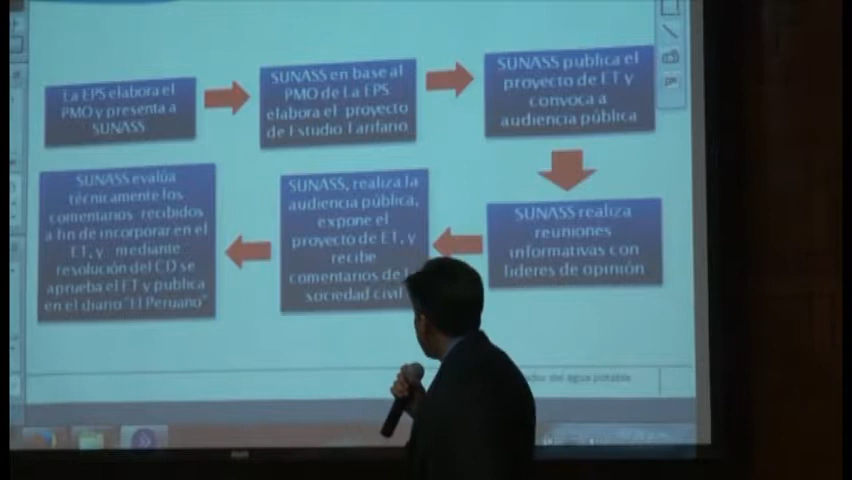 La EPS elabora el
PMO y presenta a
SUNASS
SUNASS en base al
PMO de La EPS
elabora el proyecto
de Estudio Tarifario
SUNASS publica el
proyecto de ET y
convoca a
audiencia pública
SUNASS realiza
reuniones
informativas con
líderes de opinión
SUNASS, realiza la
audiencia pública,
expone el
proyecto de ET, y
recibe
comentarios de
sociedad civil
SUNASS evalúa
técnicamente los
comentarios recibidos
a fin de incorporar en el
ET, y mediante
resolución del CD se
aprueba el ET y publica
en el diario "El Peruano"
del agua potable